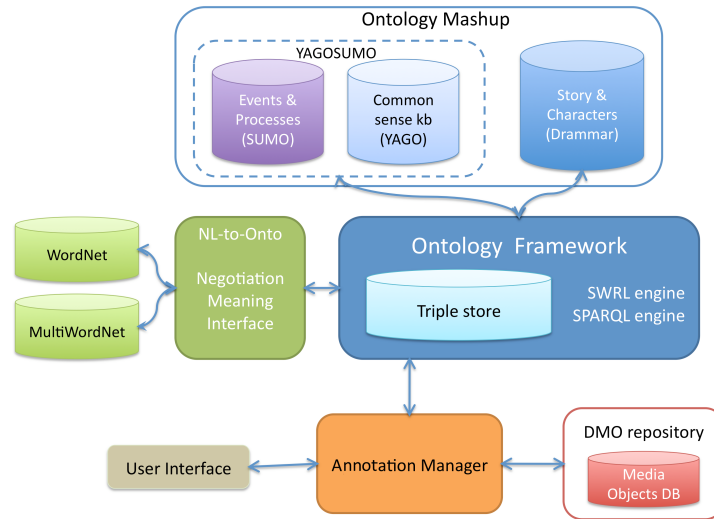 Ontology Mashup
YAGOSUMO
Events &
Processes
(SUMO)
Common
sense kb
(YAGO)
Story &
Characters
(Drammar)
WordNet
MultiWordNet
NL-to-Onto
Negotiation
Meaning
Interface
Ontology Framework
Triple store
SWRL engine
SPARQL engine
User Interface
Annotation Manager
DMO repository
Media
Objects DB